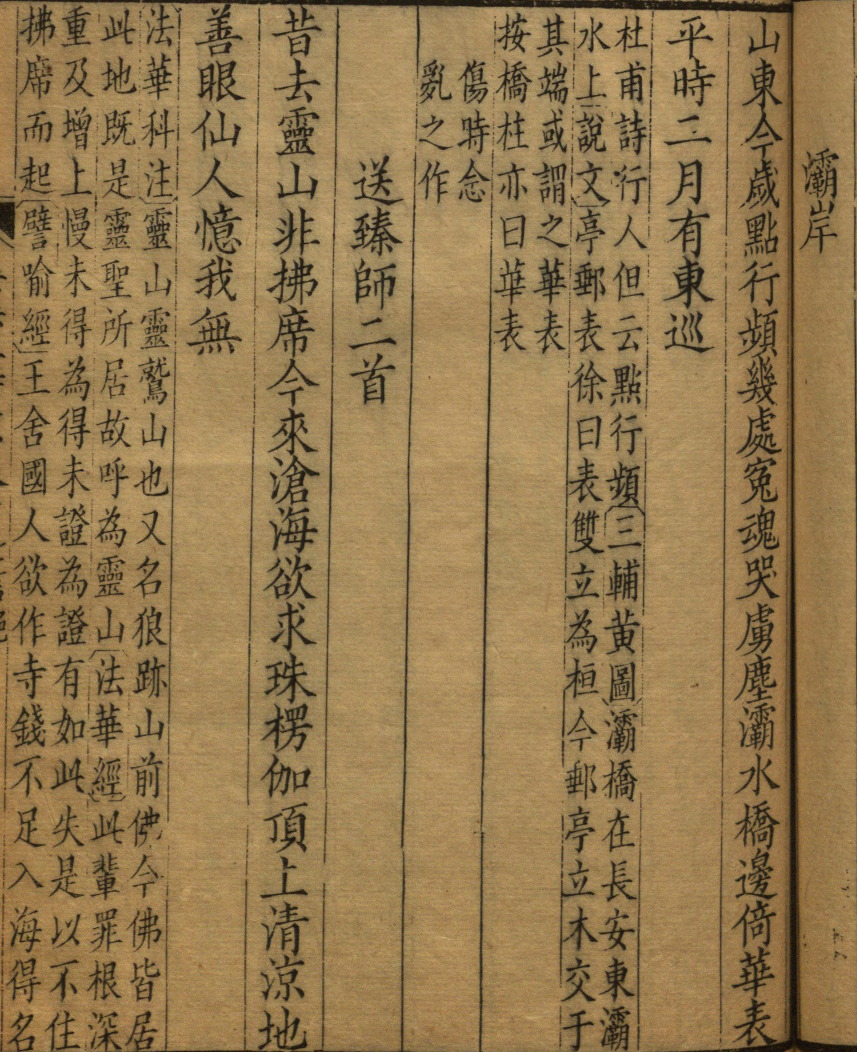 灞岸
山東今歲點行頻幾處冤魂哭虜塵灞水橋邊倚華表
平時二月有東巡
杜甫詩行人但云點行頻三輔黃圖灞橋在長安東灞
水上說文亭郵表徐曰表雙立為桓今郵亭立木交于
其端或謂之華表
按橋柱亦曰華表
傷時念
亂之作
送臻師二首
昔去靈山非拂席今來滄海欲求珠楞伽頂上清涼地
善眼仙人憶我無
法華科注靈山靈鷲山也又名狼跡山前佛今佛皆居
此地既是靈聖所居故呼為靈山法華經此輩罪根深
重及增上慢未得為得未證為證有如此失是以不住
拂席而起譬喻經王舍國人欲作寺錢不足入海得名